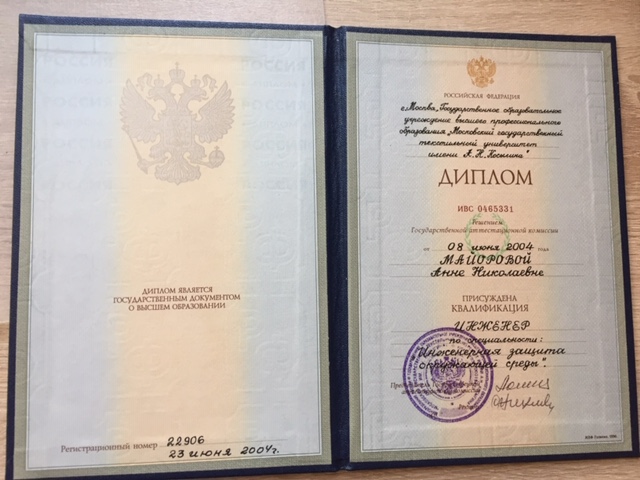 ДИПЛОМ ЯВЛЯЕТСЯ
ГОСУДАРСТВЕННЫМ ДОКУМЕНТОМ
О ВЫСШЕМ ОБРАЗОВАНИИ
Регистрационный номер 22906
23 июня 2004г.
РОССИЙСКАЯ ФЕДЕРАЦИЯ
г.Москва, Государственное образовательное
учреждение высшего профессионального
образования "Московский государственный
текстильный университет
имени А.Н.Косыгина"
ДИПЛОМ
ИВС 0465331
Решением
Государственной аттестационной комиссии
от 08 июня 2004 года
МАЙОРОВОЙ
Анне Николаевне
ПРИСУЖДЕНА
КВАЛИФИКАЦИЯ
ИНЖЕНЕР
по специальности:
"Инженерная защита
окружающей среды".